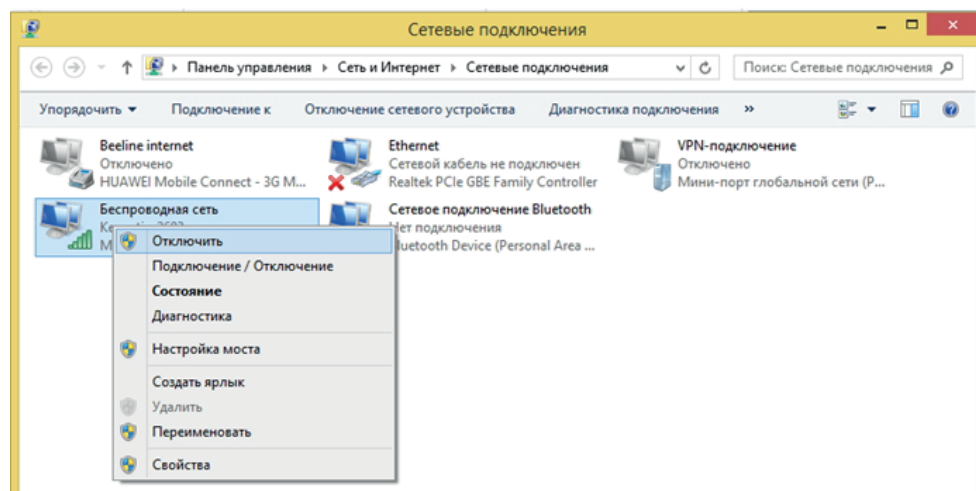 Сетевые подключения
Панель управления Сеть и Интернет Сетевые подключения
Поиск: Сетевые подключения
Упорядочить Подключение к Отключение сетевого устройства Диагностика подключения »
Beeline internet
Отключено
HUAWEI Mobile Connect - 3G M...
Ethernet
Сетевой кабель не подключен
Realtek PCIe GBE Family Controller
VPN-подключение
Отключено
Мини-порт глобальной сети (P...
Беспроводная сеть
Сетевое подключение Bluetooth
Нет подключения
Bluetooth Device (Personal Area ...
Отключить
Подключение / Отключение
Состояние
Диагностика
Настройка моста
Создать ярлык
Удалить
Переименовать
Свойства